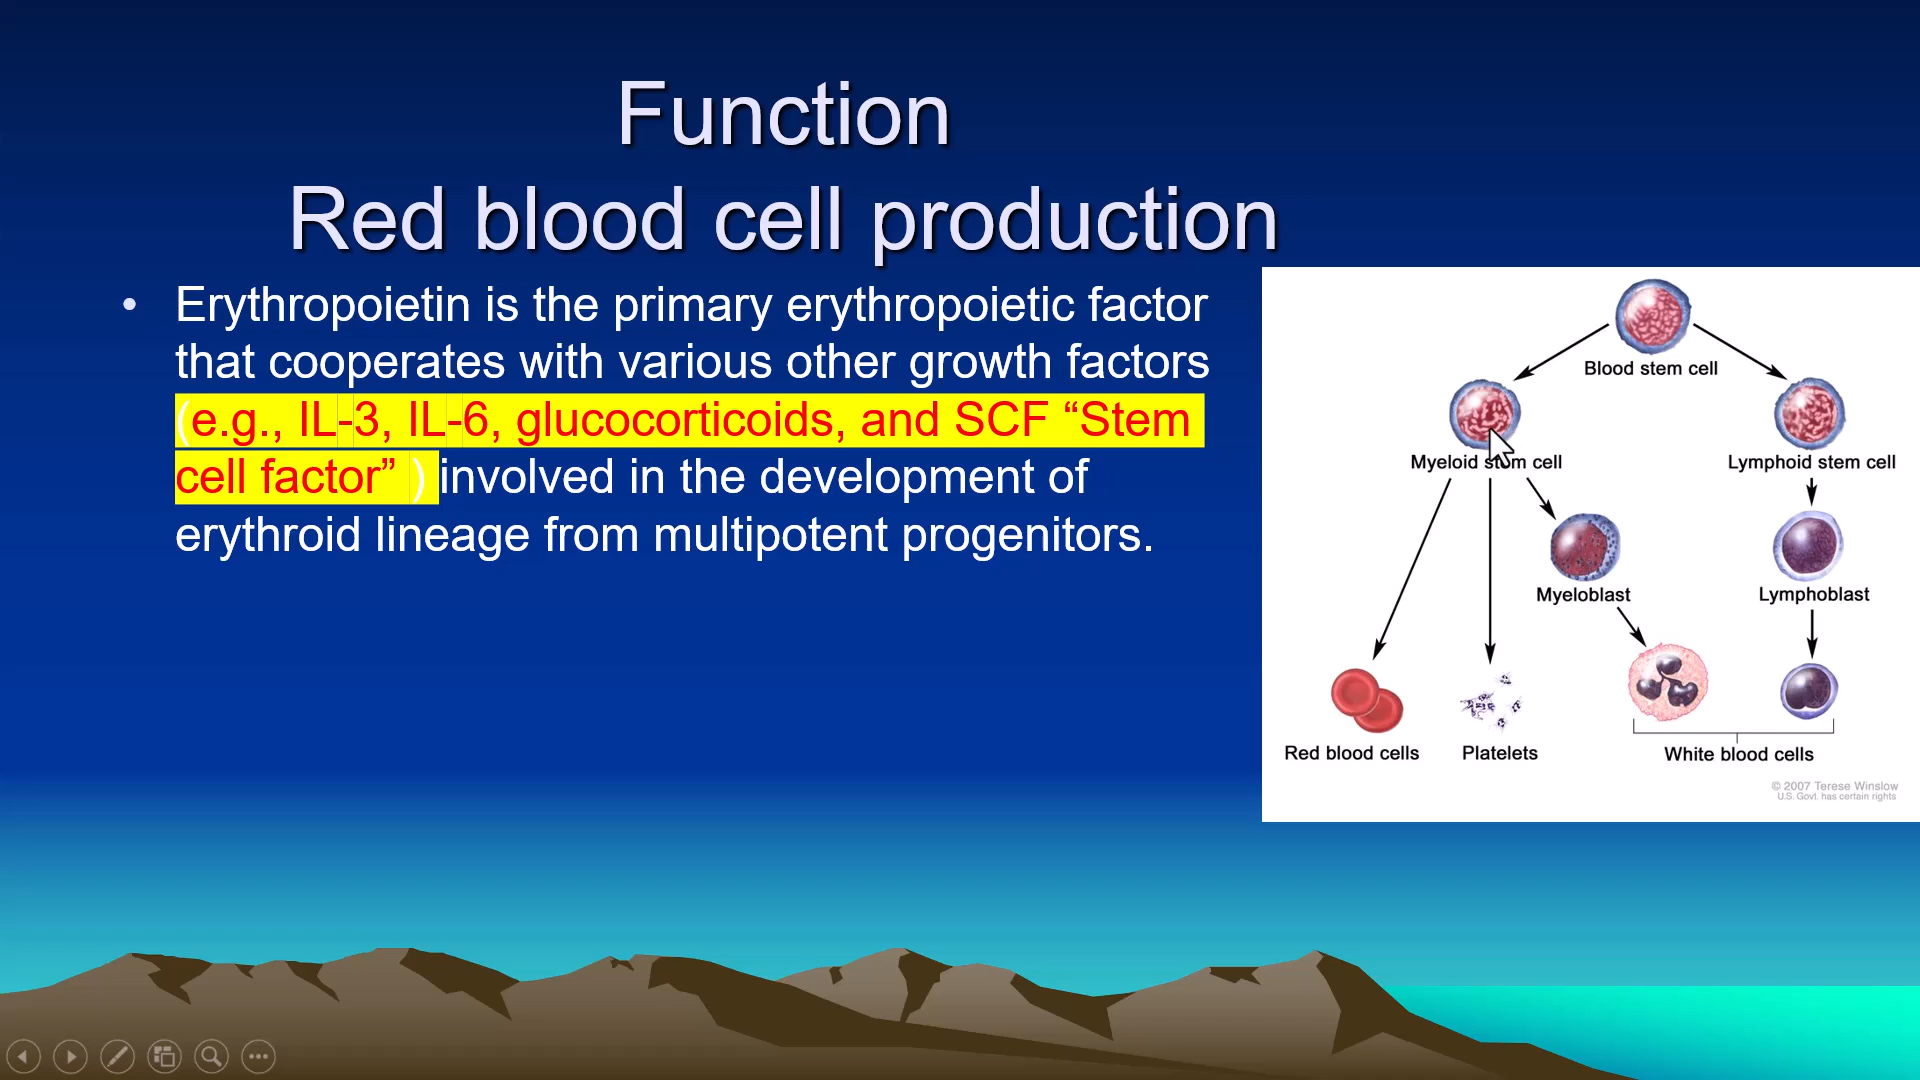 Function
Red blood cell production
• Erythropoietin is the primary erythropoietic factor
that cooperates with various other growth factors
(e.g., IL-3, IL-6, glucocorticoids, and SCF “Stem
cell factor” ) involved in the development of
erythroid lineage from multipotent progenitors.
Blood stem cell
Myeloid stem cell
Lymphoid stem cell
Myeloblast
Lymphoblast
Red blood cells
Platelets
White blood cells
© 2007 Terese Winslow
U.S. Govt. has certain rights